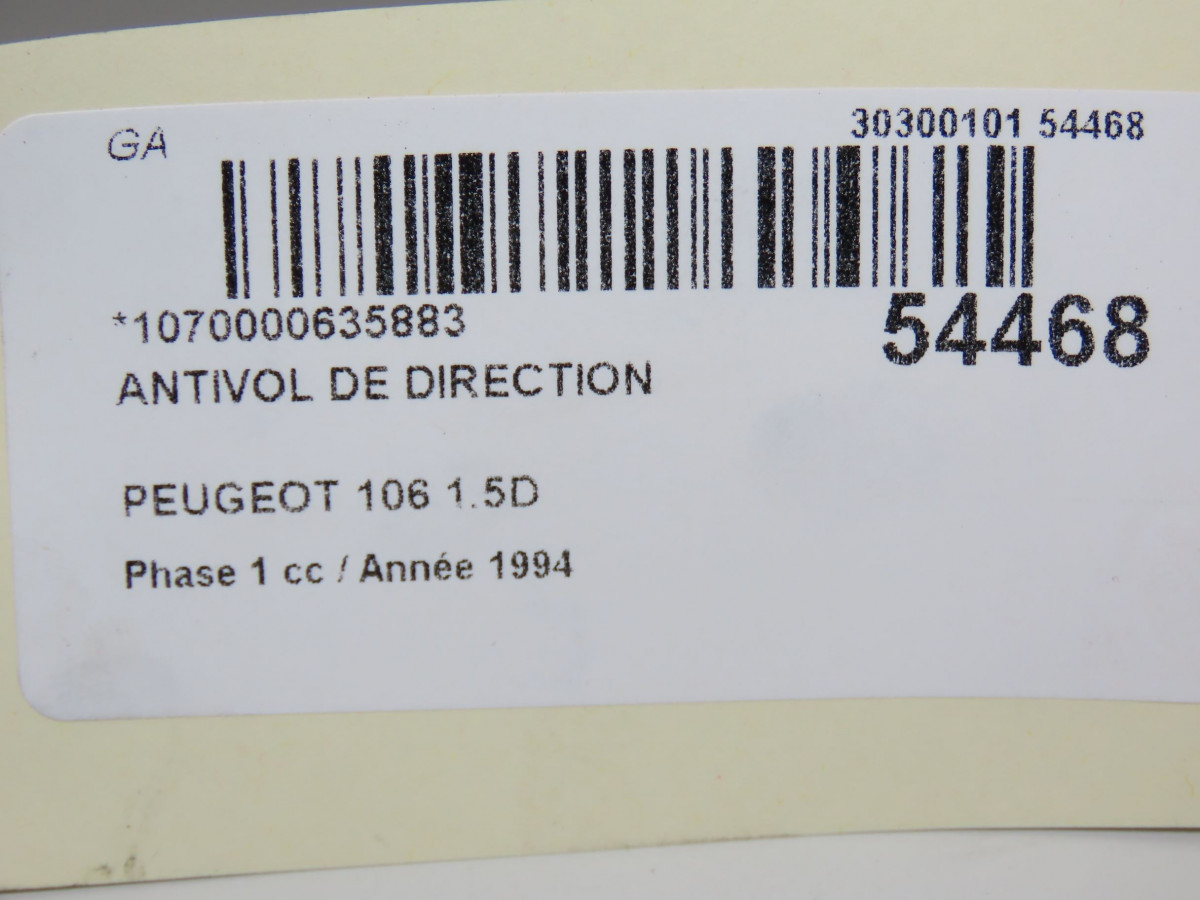 GA
30300101 54468
*1070000635883
54468
ANTIVOL DE DIRECTION
PEUGEOT 106 1.5D
Phase 1 cc / Année 1994